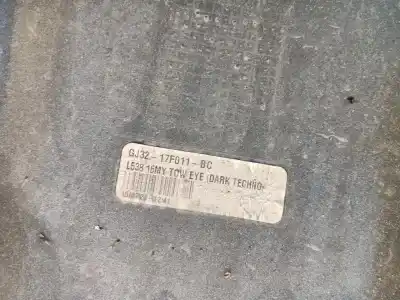 GJ32-17F011-BC
L538 16MY TOW EYE (DARK TECHNO-